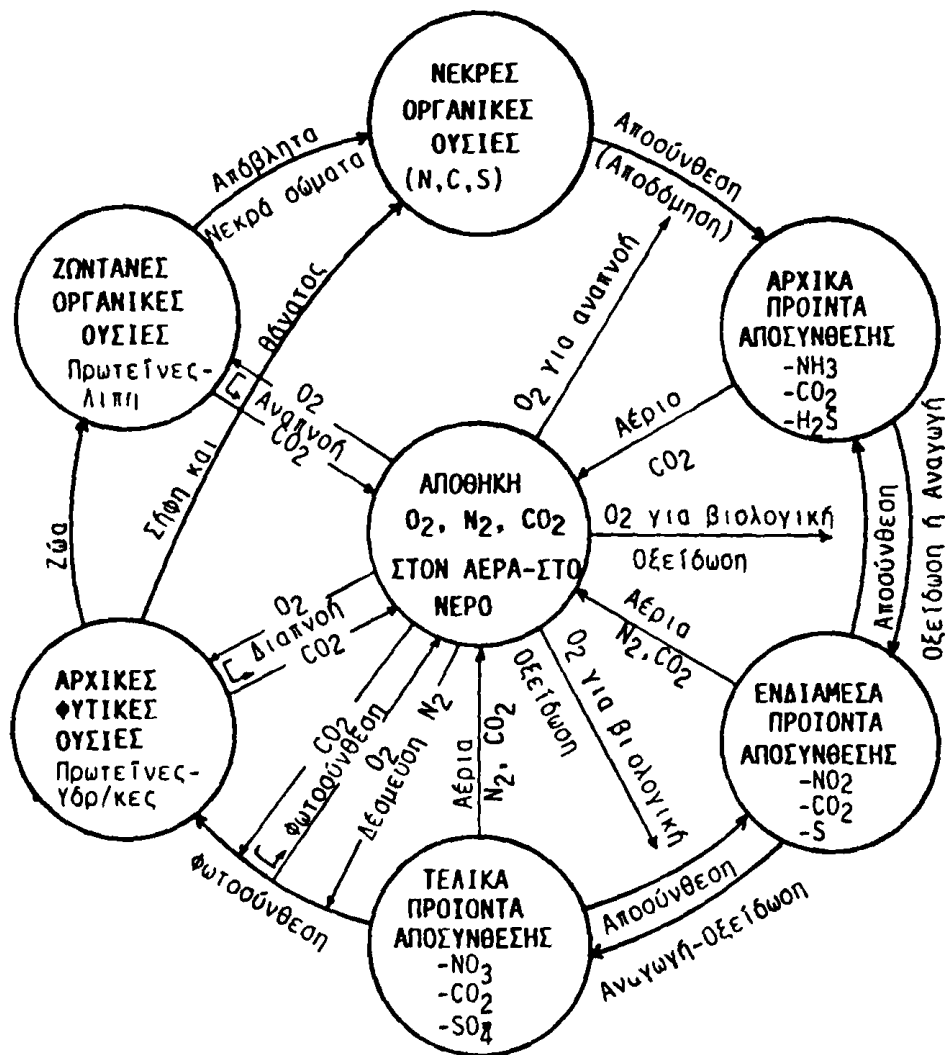 ΝΕΚΡΕΣ
ΟΡΓΑΝΙΚΕΣ
ΟΥΣΙΕΣ
(N,C,S)
Απόβλητα
Νεκρά σώματα
Αποσύνθεση
(Αποδόμηση)
ΖΩΝΤΑΝΕΣ
ΟΡΓΑΝΙΚΕΣ
ΟΥΣΙΕΣ
Πρωτεΐνες-
Λιπη
ΑΡΧΙΚΑ
ΠΡΟΙΝΤΑ
ΑΠΟΣΥΝΘΕΣΗΣ
-NH3
-CO2
-H2S
Σήψη και θάνατος
O2
Αναπνοή
CO2
O2 για αναπνοή
Αέριο
CO2
ΑΠΟΘΗΚΗ
O2, N2, CO2
ΣΤΟΝ ΑΕΡΑ-ΣΤΟ
ΝΕΡΟ
O2 για βιολογική
Οξείδωση
Αποσύνθεση
Οξείδωση ή Αναγωγή
Ζώα
O2
Διαπνοή
CO2
Αέρια
N2,CO2
ΑΡΧΙΚΕΣ
ΦΥΤΙΚΕΣ
ΟΥΣΙΕΣ
Πρωτεΐνες-
Υδρ/κες
ΕΝΔΙΑΜΕΣΑ
ΠΡΟΙΟΝΤΑ
ΑΠΟΣΥΝΘΕΣΗΣ
-NO2
-CO2
-S
CO2
Φωτοσύνθεση
O2
Δέσμευση N2
Αέρια
N2, CO2
O2 για βιολογική
Οξείδωση
Φωτοσύνθεση
ΤΕΛΙΚΑ
ΠΡΟΙΟΝΤΑ
ΑΠΟΣΥΝΘΕΣΗΣ
-NO3
-CO2
-SO4
Αποσύνθεση
Αναγωγή-Οξείδωση